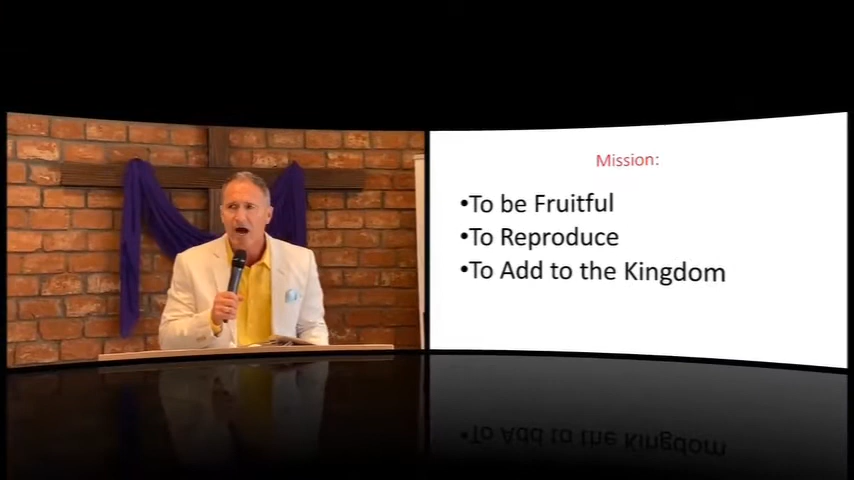 Mission:
•To be Fruitful
•To Reproduce
•To Add to the Kingdom